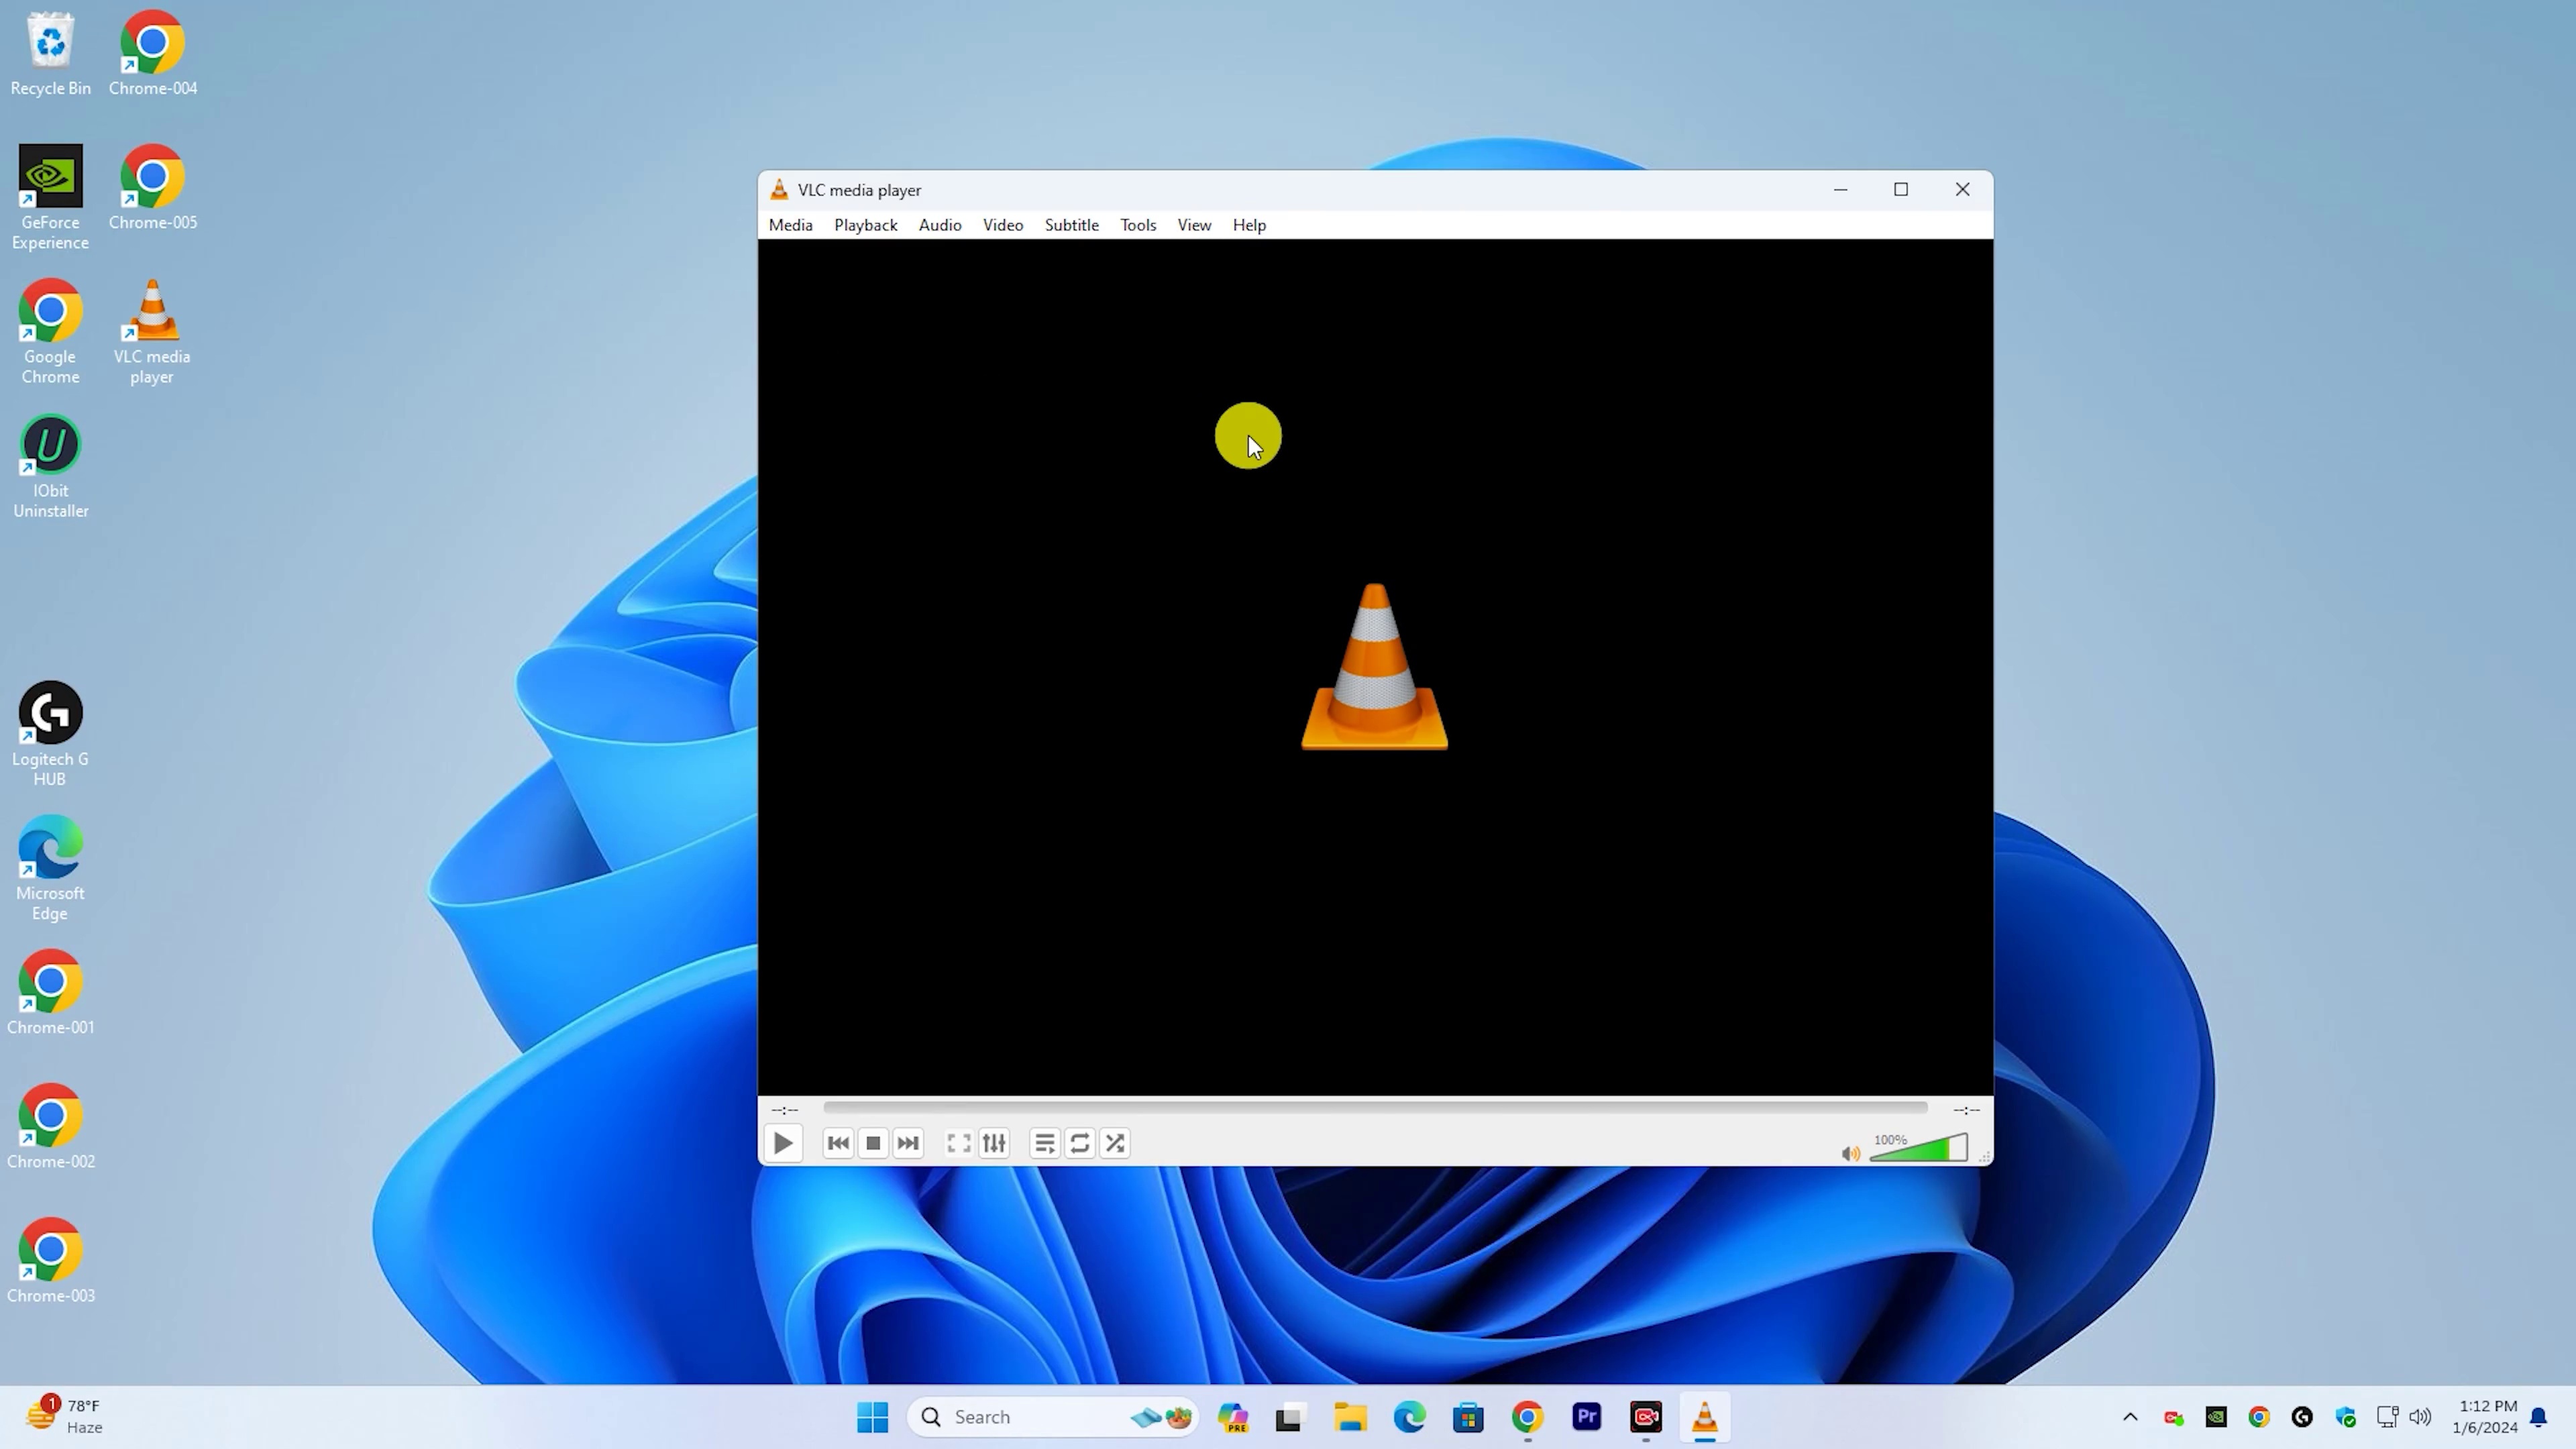 Recycle Bin
Chrome-004
GeForce
Experience
Chrome-005
Google
Chrome
VLC media
player
IObit
Uninstaller
Logitech G
HUB
Microsoft
Edge
Chrome-001
Chrome-002
Chrome-003
VLC media player
Media Playback Audio Video Subtitle Tools View Help
--:--
--:--
100%
1
78°F
Haze
Search
PRE
Pr
1:12 PM
1/6/2024